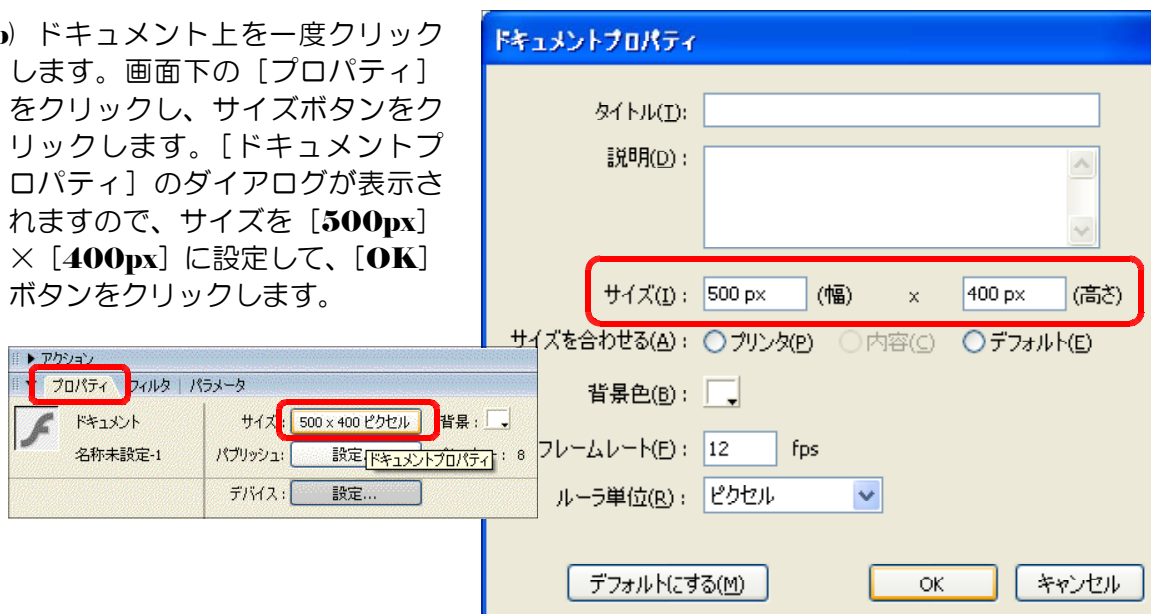 b) ドキュメント上を一度クリック
します。画面下の［プロパティ］
をクリックし、サイズボタンをク
リックします。［ドキュメントプ
ロパティ］のダイアログが表示さ
れますので、サイズを［500px］
×［400px］に設定して、［OK］
ボタンをクリックします。
アクション
プロパティ フィルタ | パラメータ
ドキュメント
名称未設定-1
サイズ: 500 x 400 ピクセル 背景:
パブリッシュ: 設定 : 8
ドキュメントプロパティ
デバイス: 設定...
ドキュメントプロパティ
タイトル(T):
説明(D):
サイズ(I): 500 px (幅) x 400 px (高さ)
サイズを合わせる(A): プリンタ(P) 内容(C) デフォルト(E)
背景色(B):
フレームレート(F): 12 fps
ルーラ単位(R): ピクセル
デフォルトにする(M) OK キャンセル